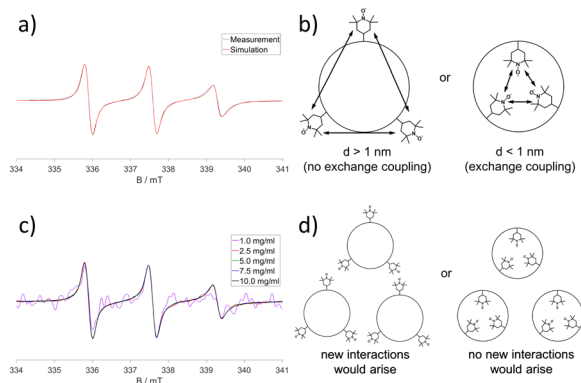 a)
Measurement
Simulation
334 335 336 337 338 339 340 341
B / mT
b)
or
d > 1 nm
(no exchange coupling)
d < 1 nm
(exchange coupling)
c)
1.0 mg/ml
2.5 mg/ml
5.0 mg/ml
7.5 mg/ml
10.0 mg/ml
334 335 336 337 338 339 340 341
B / mT
d)
or
new interactions
would arise
no new interactions
would arise